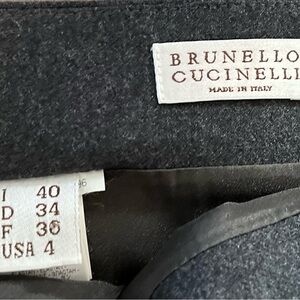 BRUNELLO
CUCINELLI
MADE IN ITALY
I 40
D 34
F 36
USA 4